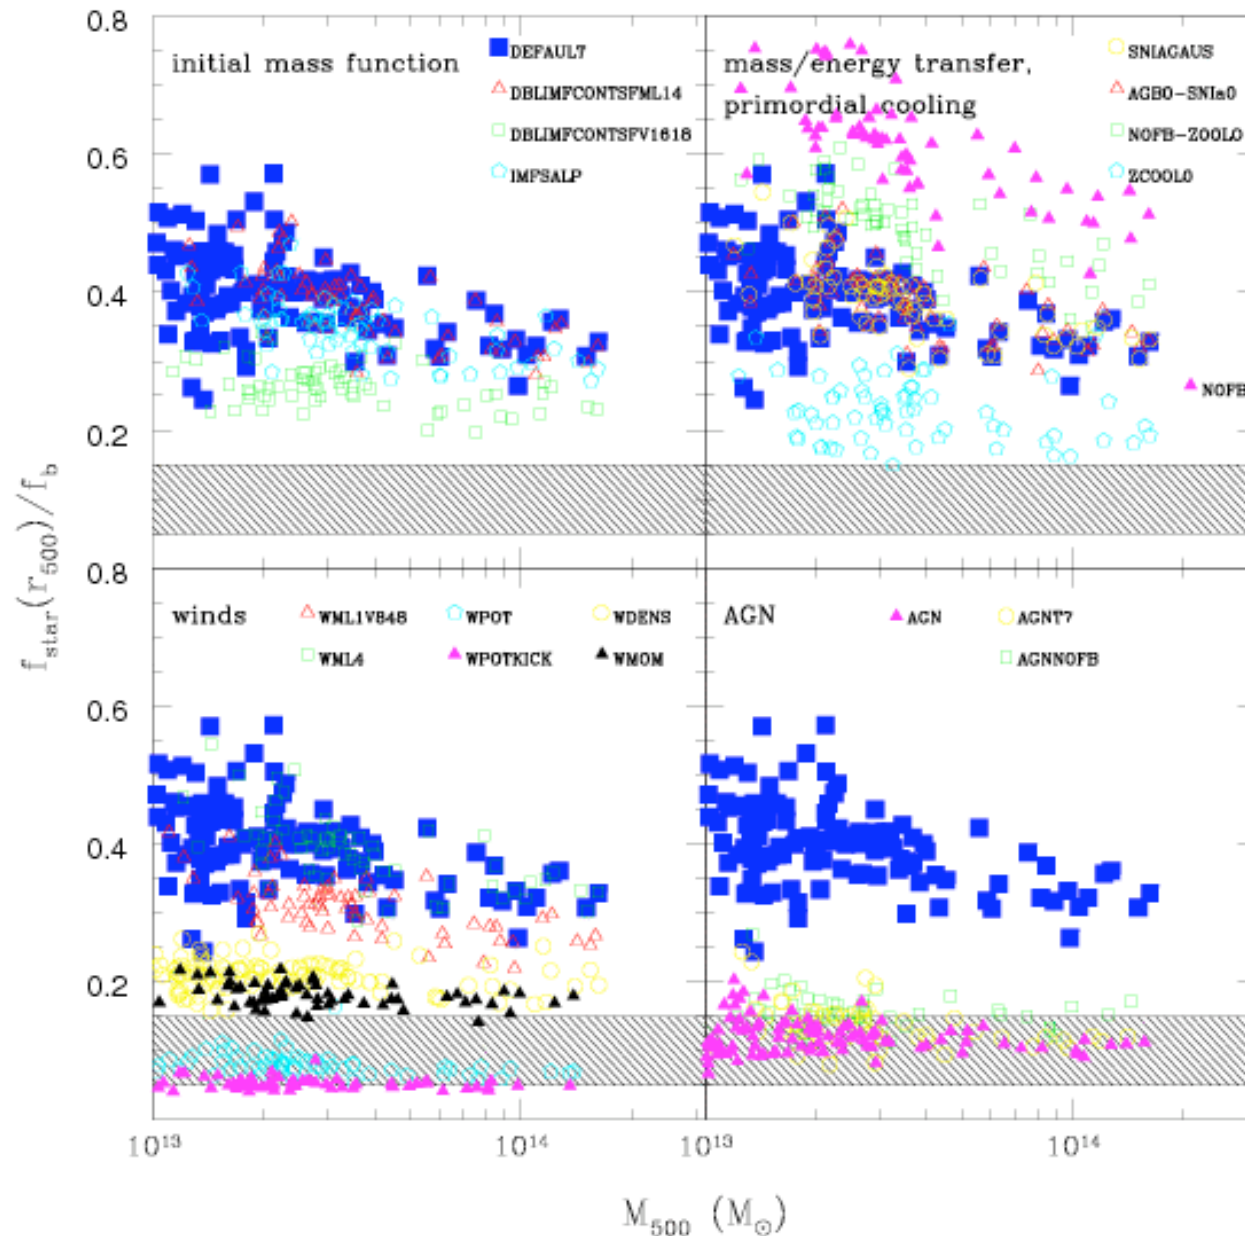 0.8
initial mass function
DEFAULT
DBLIMFCONTSFML14
DBLIMFCONTSFV1618
IMFSALP
mass/energy transfer,
primordial cooling
SNIAGAUS
AGB0-SNIa0
NOFB-ZCOOL0
ZCOOL0
NOFB
0.6
0.4
0.2
f_star(r_500)/f_b
0.8
winds
WML1V848
WPOT
WDENS
WML4
WPOTKICK
WMOM
AGN
AGN
AGNT7
AGNNOFB
0.6
0.4
0.2
10^13
10^14
10^13
10^14
M_500 (M_⊙)